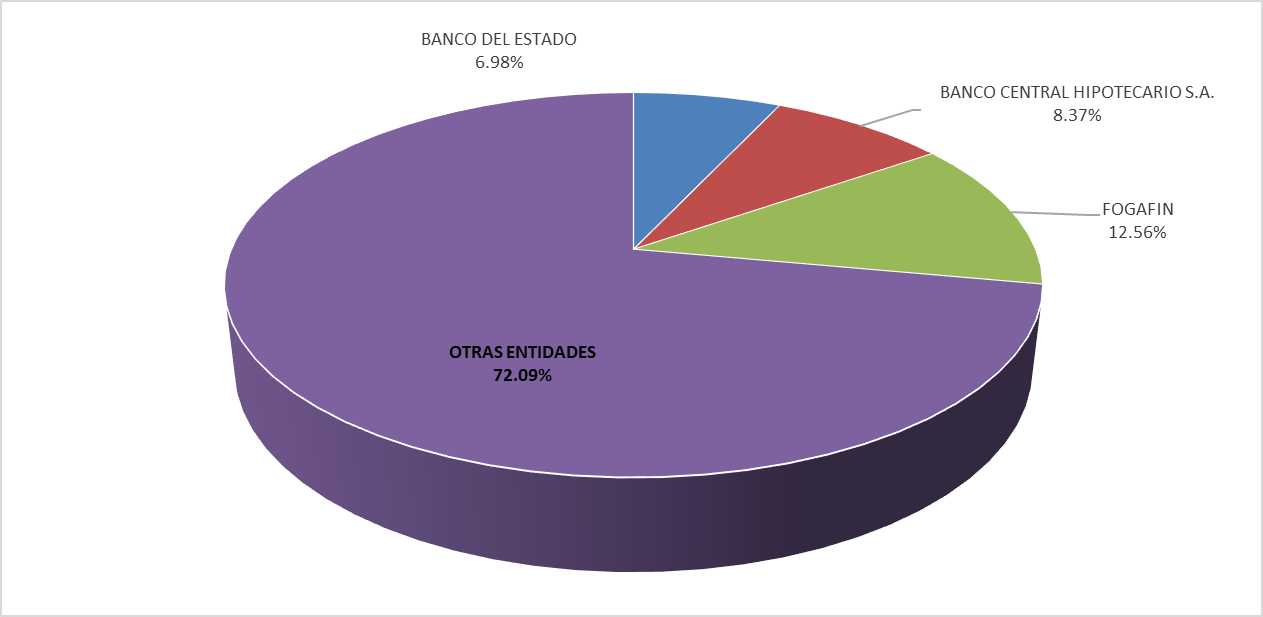 BANCO DEL ESTADO
6.98%
BANCO CENTRAL HIPOTECARIO S.A.
8.37%
FOGAFIN
12.56%
OTRAS ENTIDADES
72.09%